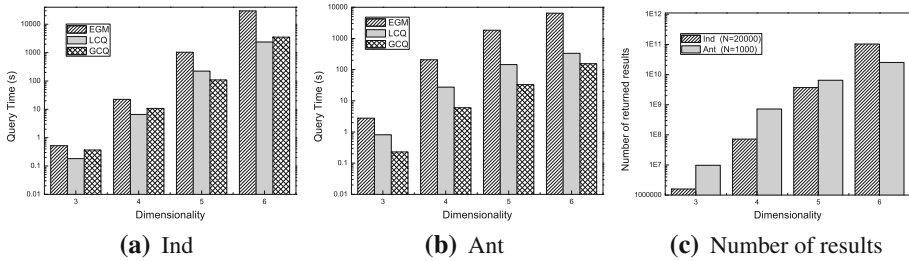 Query Time (s)
10000
1000
100
10
1
0.1
0.01
EGM
LCQ
GCQ
3 4 5 6
Dimensionality
(a) Ind
Query Time (s)
10000
1000
100
10
1
0.1
0.01
EGM
LCQ
GCQ
3 4 5 6
Dimensionality
(b) Ant
Number of returned results
1E12
1E11
1E10
1E9
1E8
1E7
1000000
Ind (N=20000)
Ant (N=1000)
3 4 5 6
Dimensionality
(c) Number of results